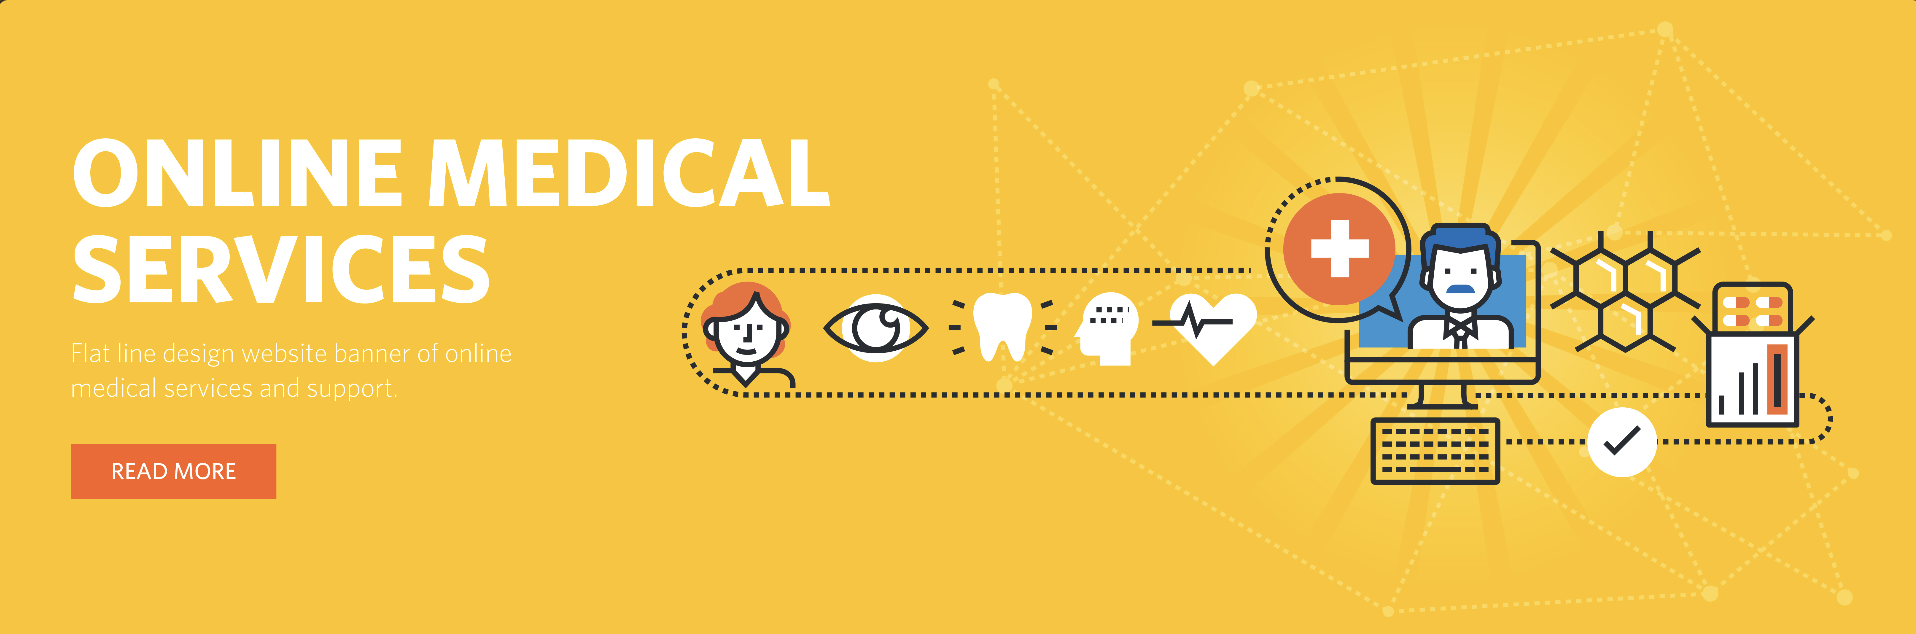 ONLINE MEDICAL
SERVICES
Flat line design website banner of online
medical services and support.
READ MORE